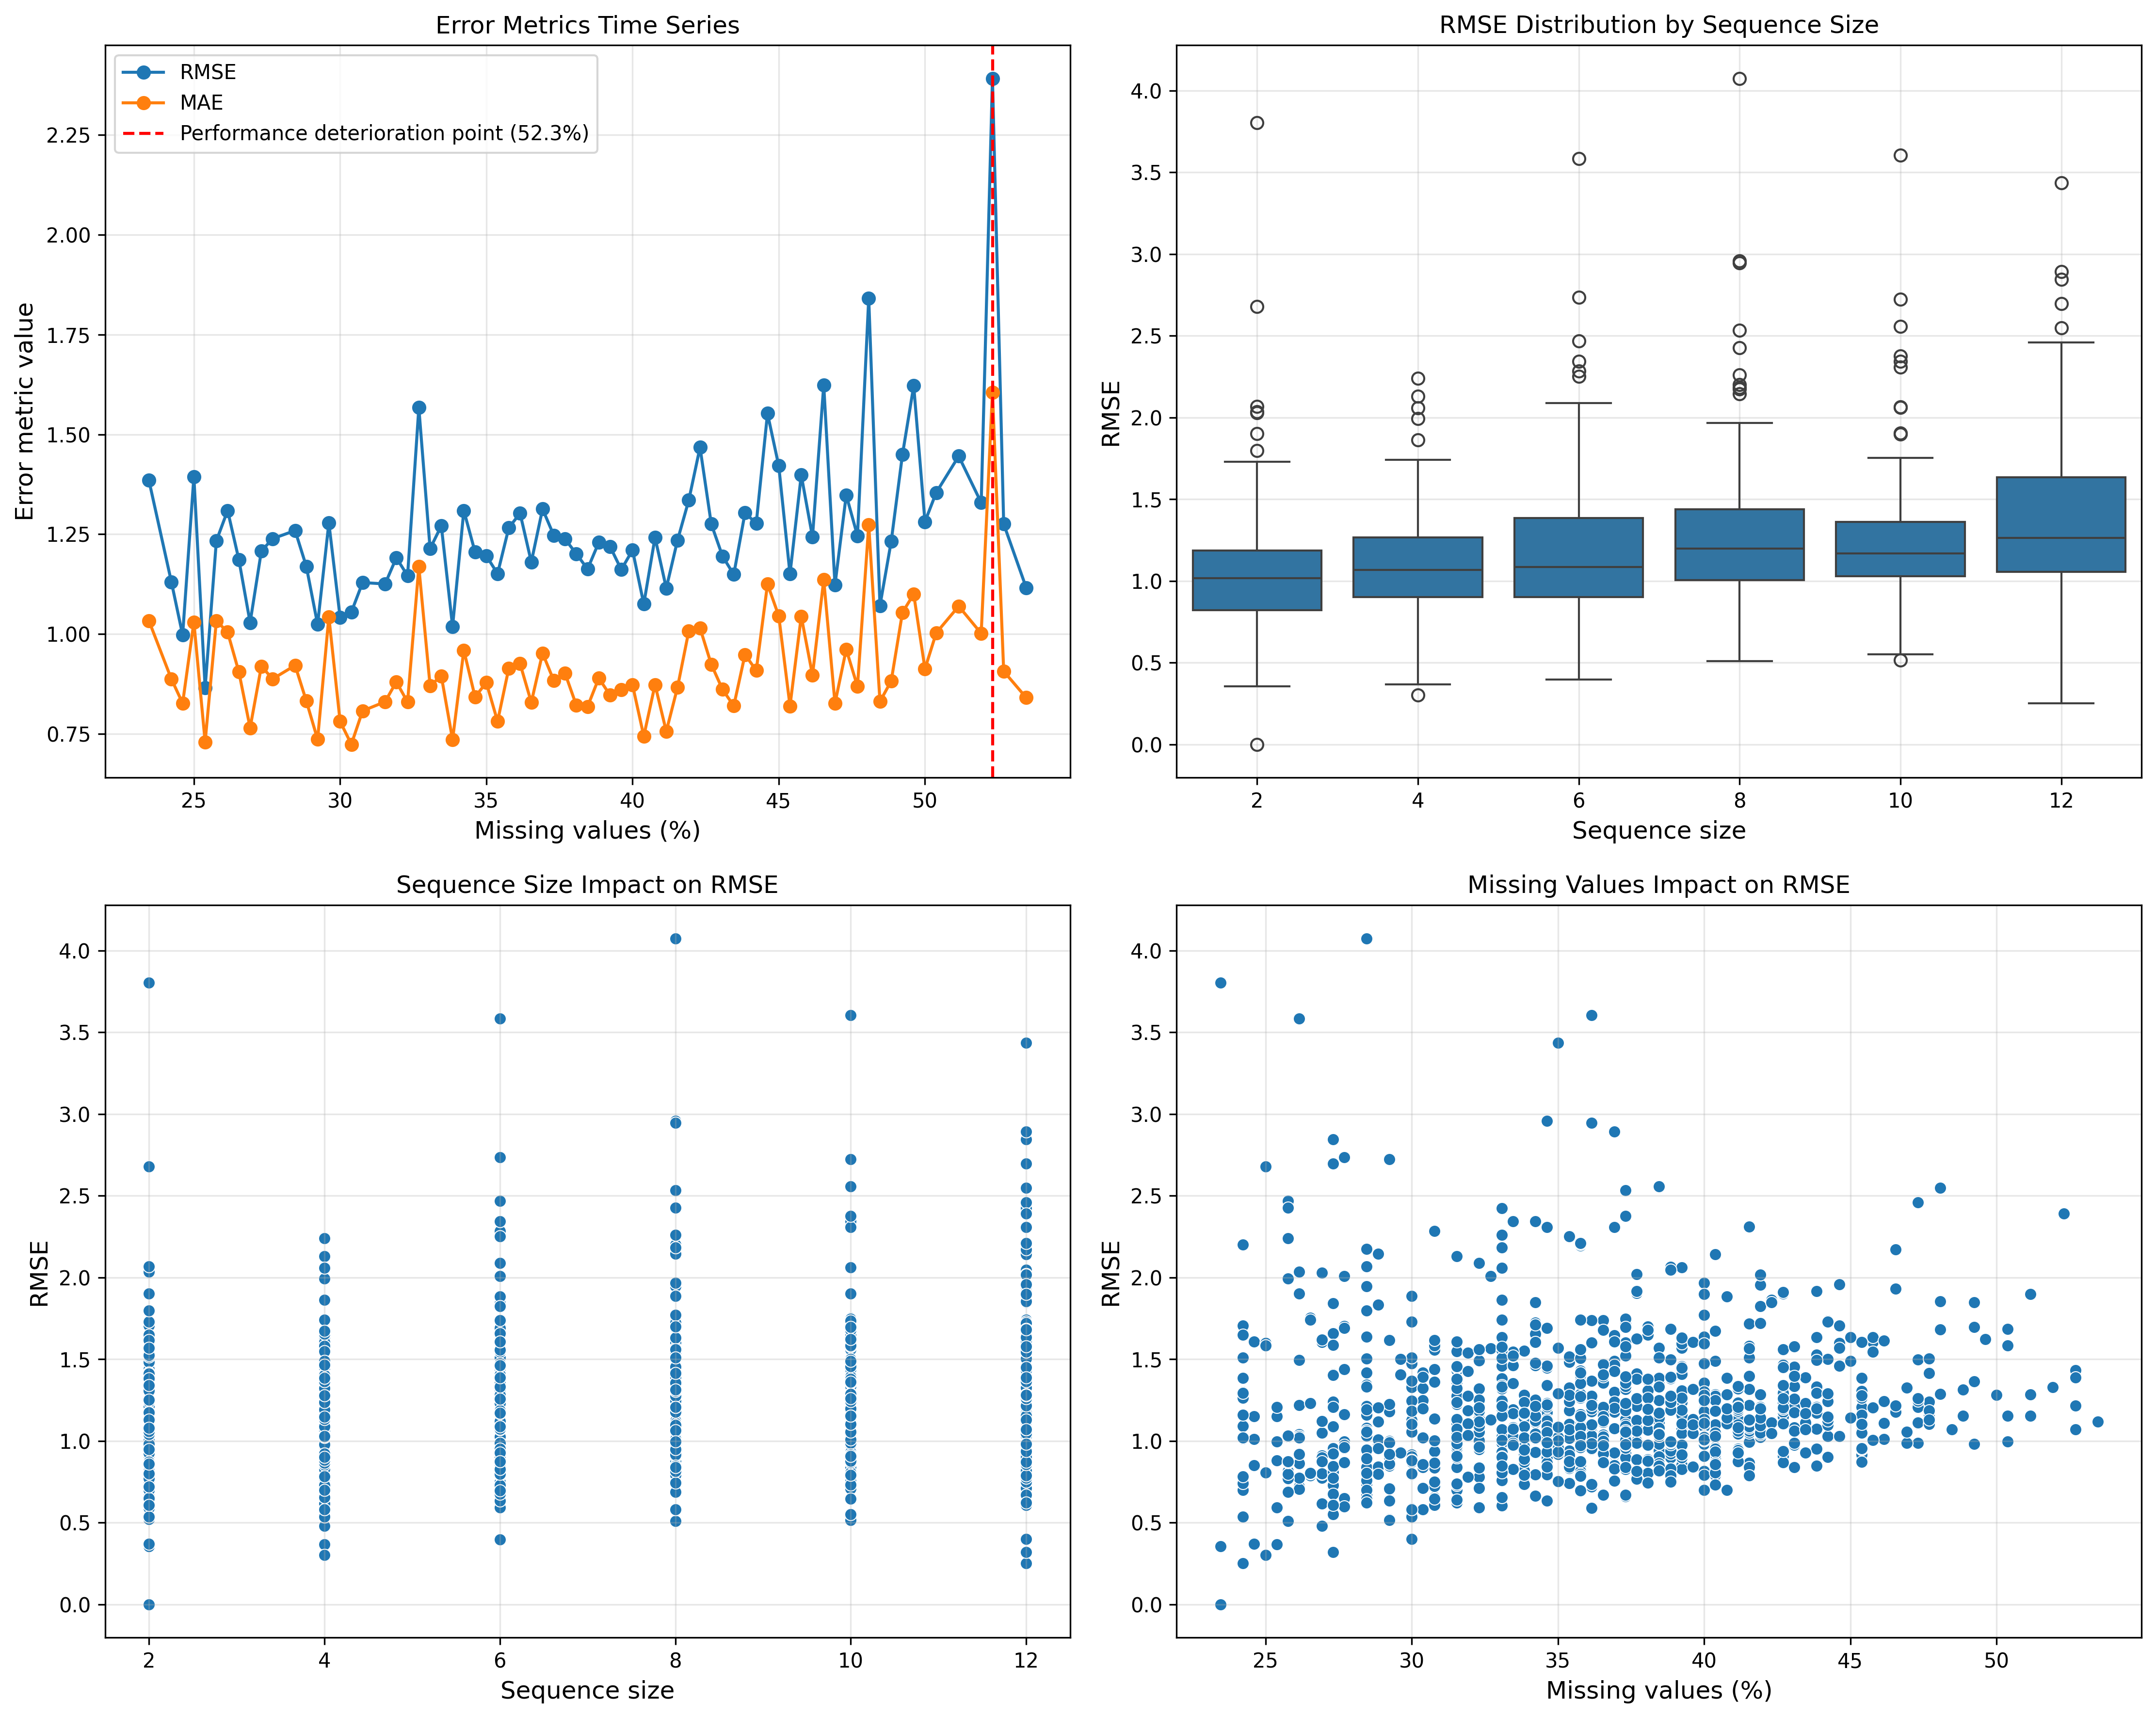 Error Metrics Time Series
RMSE
MAE
Performance deterioration point (52.3%)
Error metric value
2.25
2.00
1.75
1.50
1.25
1.00
0.75
25 30 35 40 45 50
Missing values (%)
RMSE Distribution by Sequence Size
RMSE
4.0
3.5
3.0
2.5
2.0
1.5
1.0
0.5
0.0
2 4 6 8 10 12
Sequence size
Sequence Size Impact on RMSE
RMSE
4.0
3.5
3.0
2.5
2.0
1.5
1.0
0.5
0.0
2 4 6 8 10 12
Sequence size
Missing Values Impact on RMSE
RMSE
4.0
3.5
3.0
2.5
2.0
1.5
1.0
0.5
0.0
25 30 35 40 45 50
Missing values (%)